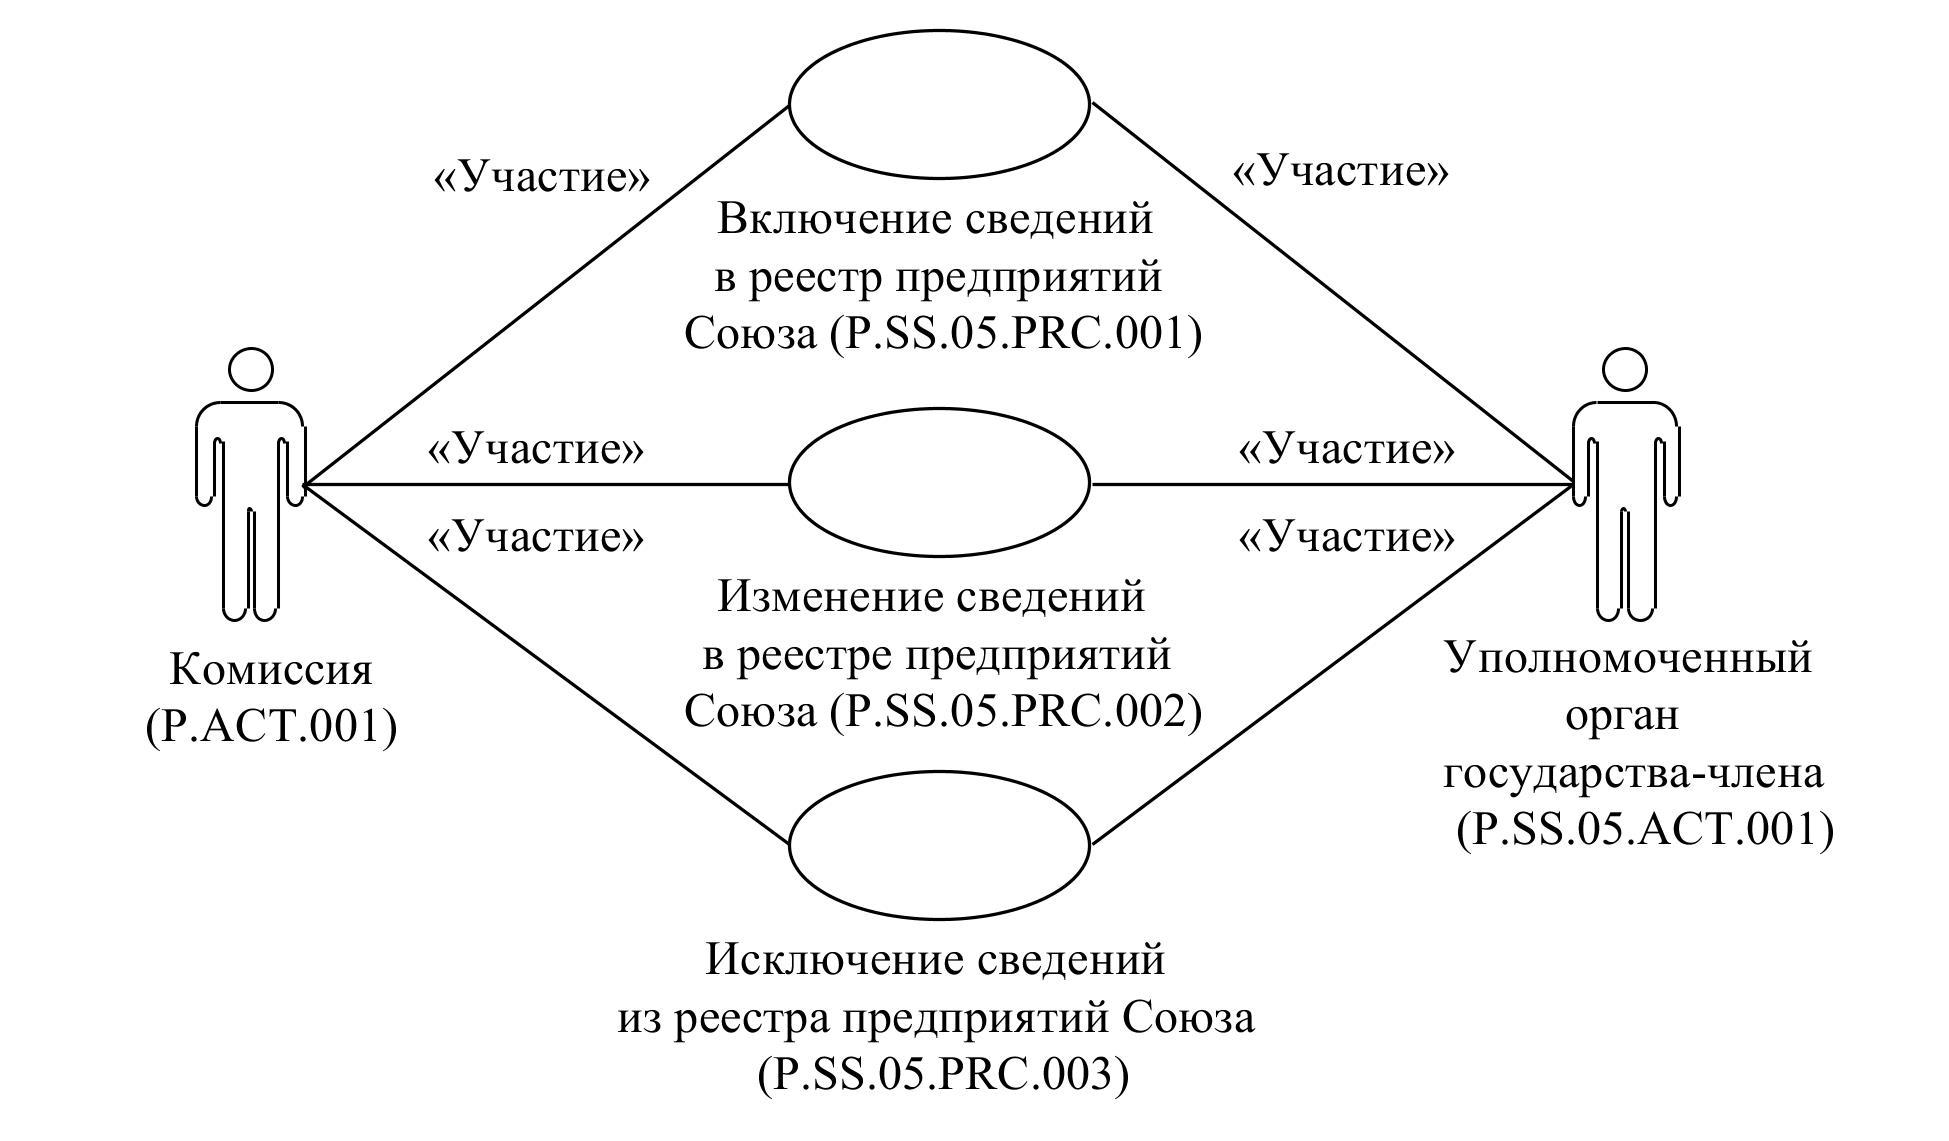 «Участие»
«Участие»
Включение сведений
в реестр предприятий
Союза (P.SS.05.PRC.001)
«Участие»
«Участие»
«Участие»
«Участие»
Изменение сведений
в реестре предприятий
Союза (P.SS.05.PRC.002)
Комиссия
(P.ACT.001)
Уполномоченный
орган
государства-члена
(P.SS.05.ACT.001)
Исключение сведений
из реестра предприятий Союза
(P.SS.05.PRC.003)